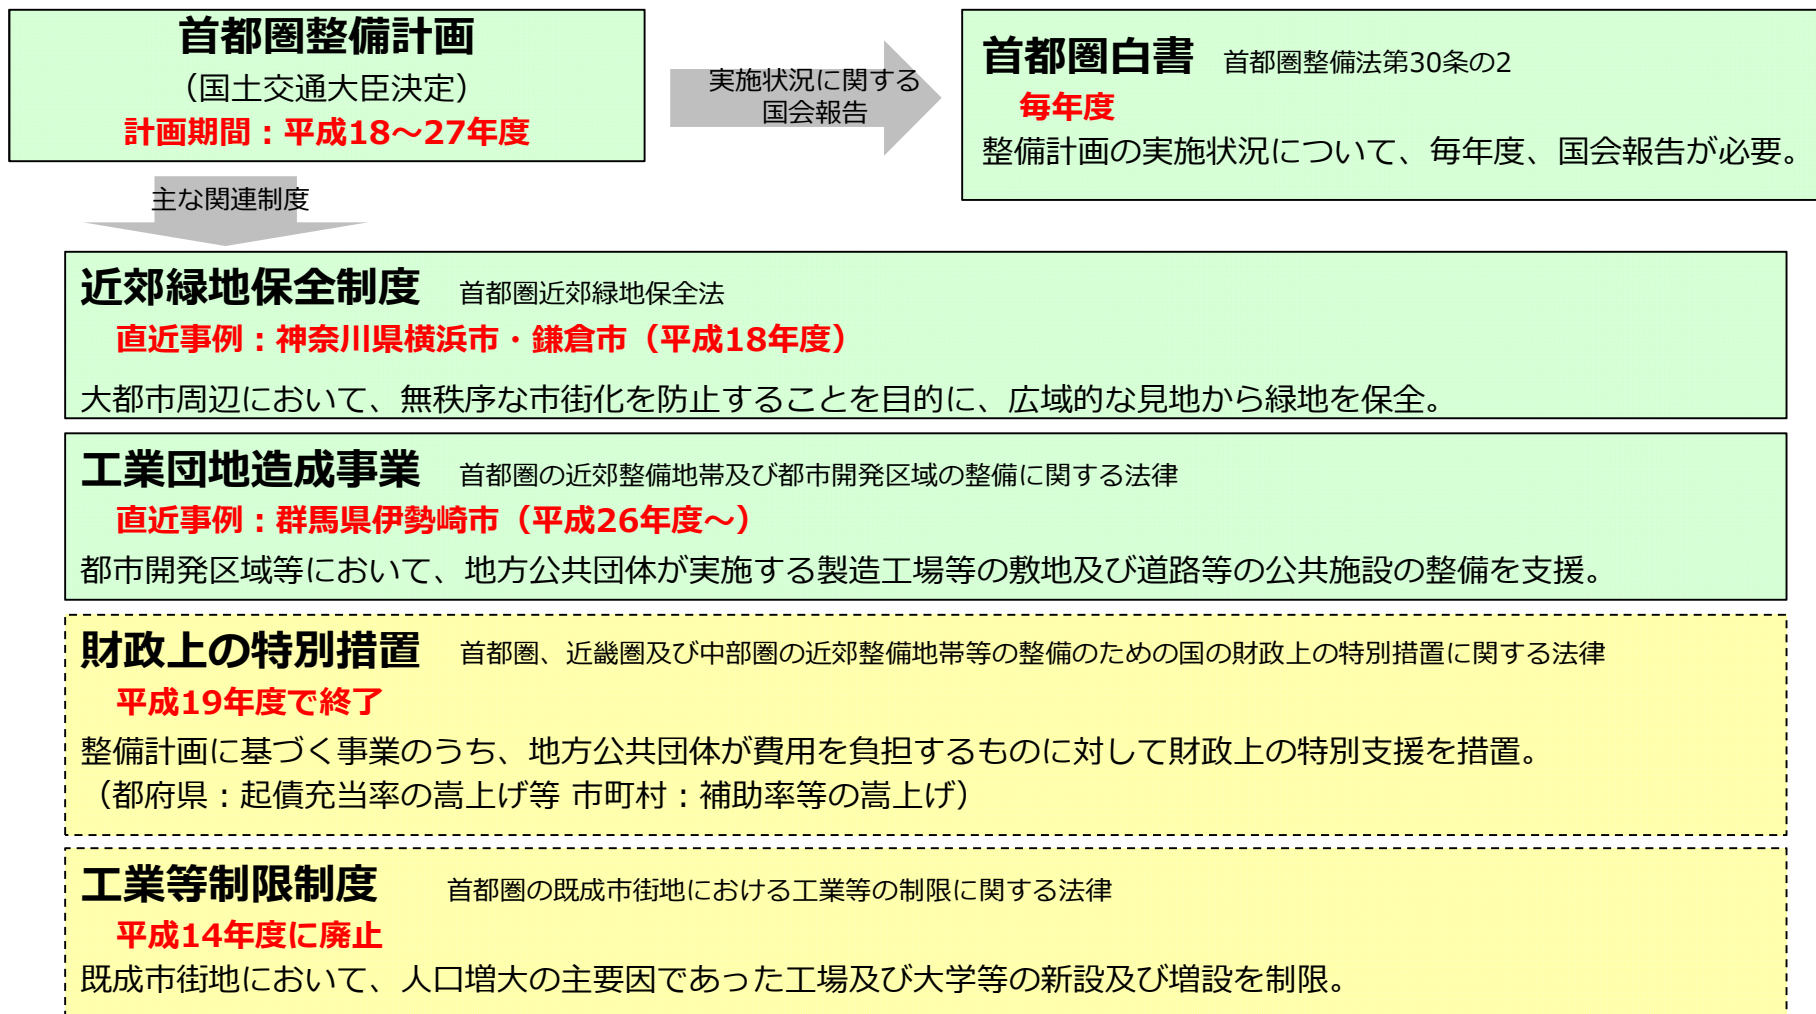 首都圏整備計画
（国土交通大臣決定）
計画期間：平成18～27年度
実施状況に関する
国会報告
首都圏白書 首都圏整備法第30条の2
毎年度
整備計画の実施状況について、毎年度、国会報告が必要。
主な関連制度
近郊緑地保全制度 首都圏近郊緑地保全法
直近事例：神奈川県横浜市・鎌倉市（平成18年度）
大都市周辺において、無秩序な市街化を防止することを目的に、広域的な見地から緑地を保全。
工業団地造成事業 首都圏の近郊整備地帯及び都市開発区域の整備に関する法律
直近事例：群馬県伊勢崎市（平成26年度～）
都市開発区域等において、地方公共団体が実施する製造工場等の敷地及び道路等の公共施設の整備を支援。
財政上の特別措置 首都圏、近畿圏及び中部圏の近郊整備地帯等の整備のための国の財政上の特別措置に関する法律
平成19年度で終了
整備計画に基づく事業のうち、地方公共団体が費用を負担するものに対して財政上の特別支援を措置。
（都府県：起債充当率の嵩上げ等 市町村：補助率等の嵩上げ）
工業等制限制度 首都圏の既成市街地における工業等の制限に関する法律
平成14年度に廃止
既成市街地において、人口増大の主要因であった工場及び大学等の新設及び増設を制限。